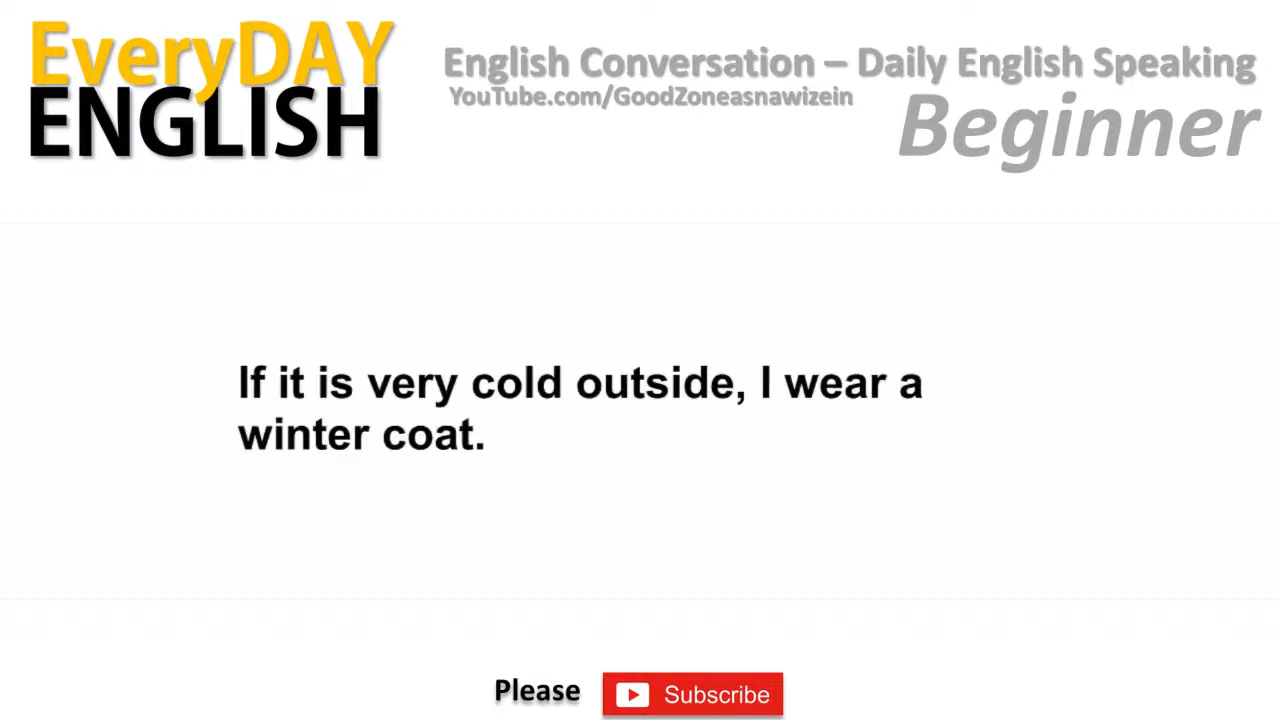 EveryDAY
ENGLISH
English Conversation – Daily English Speaking
YouTube.com/GoodZoneasnawizein
Beginner
If it is very cold outside, I wear a
winter coat.
Please
Subscribe